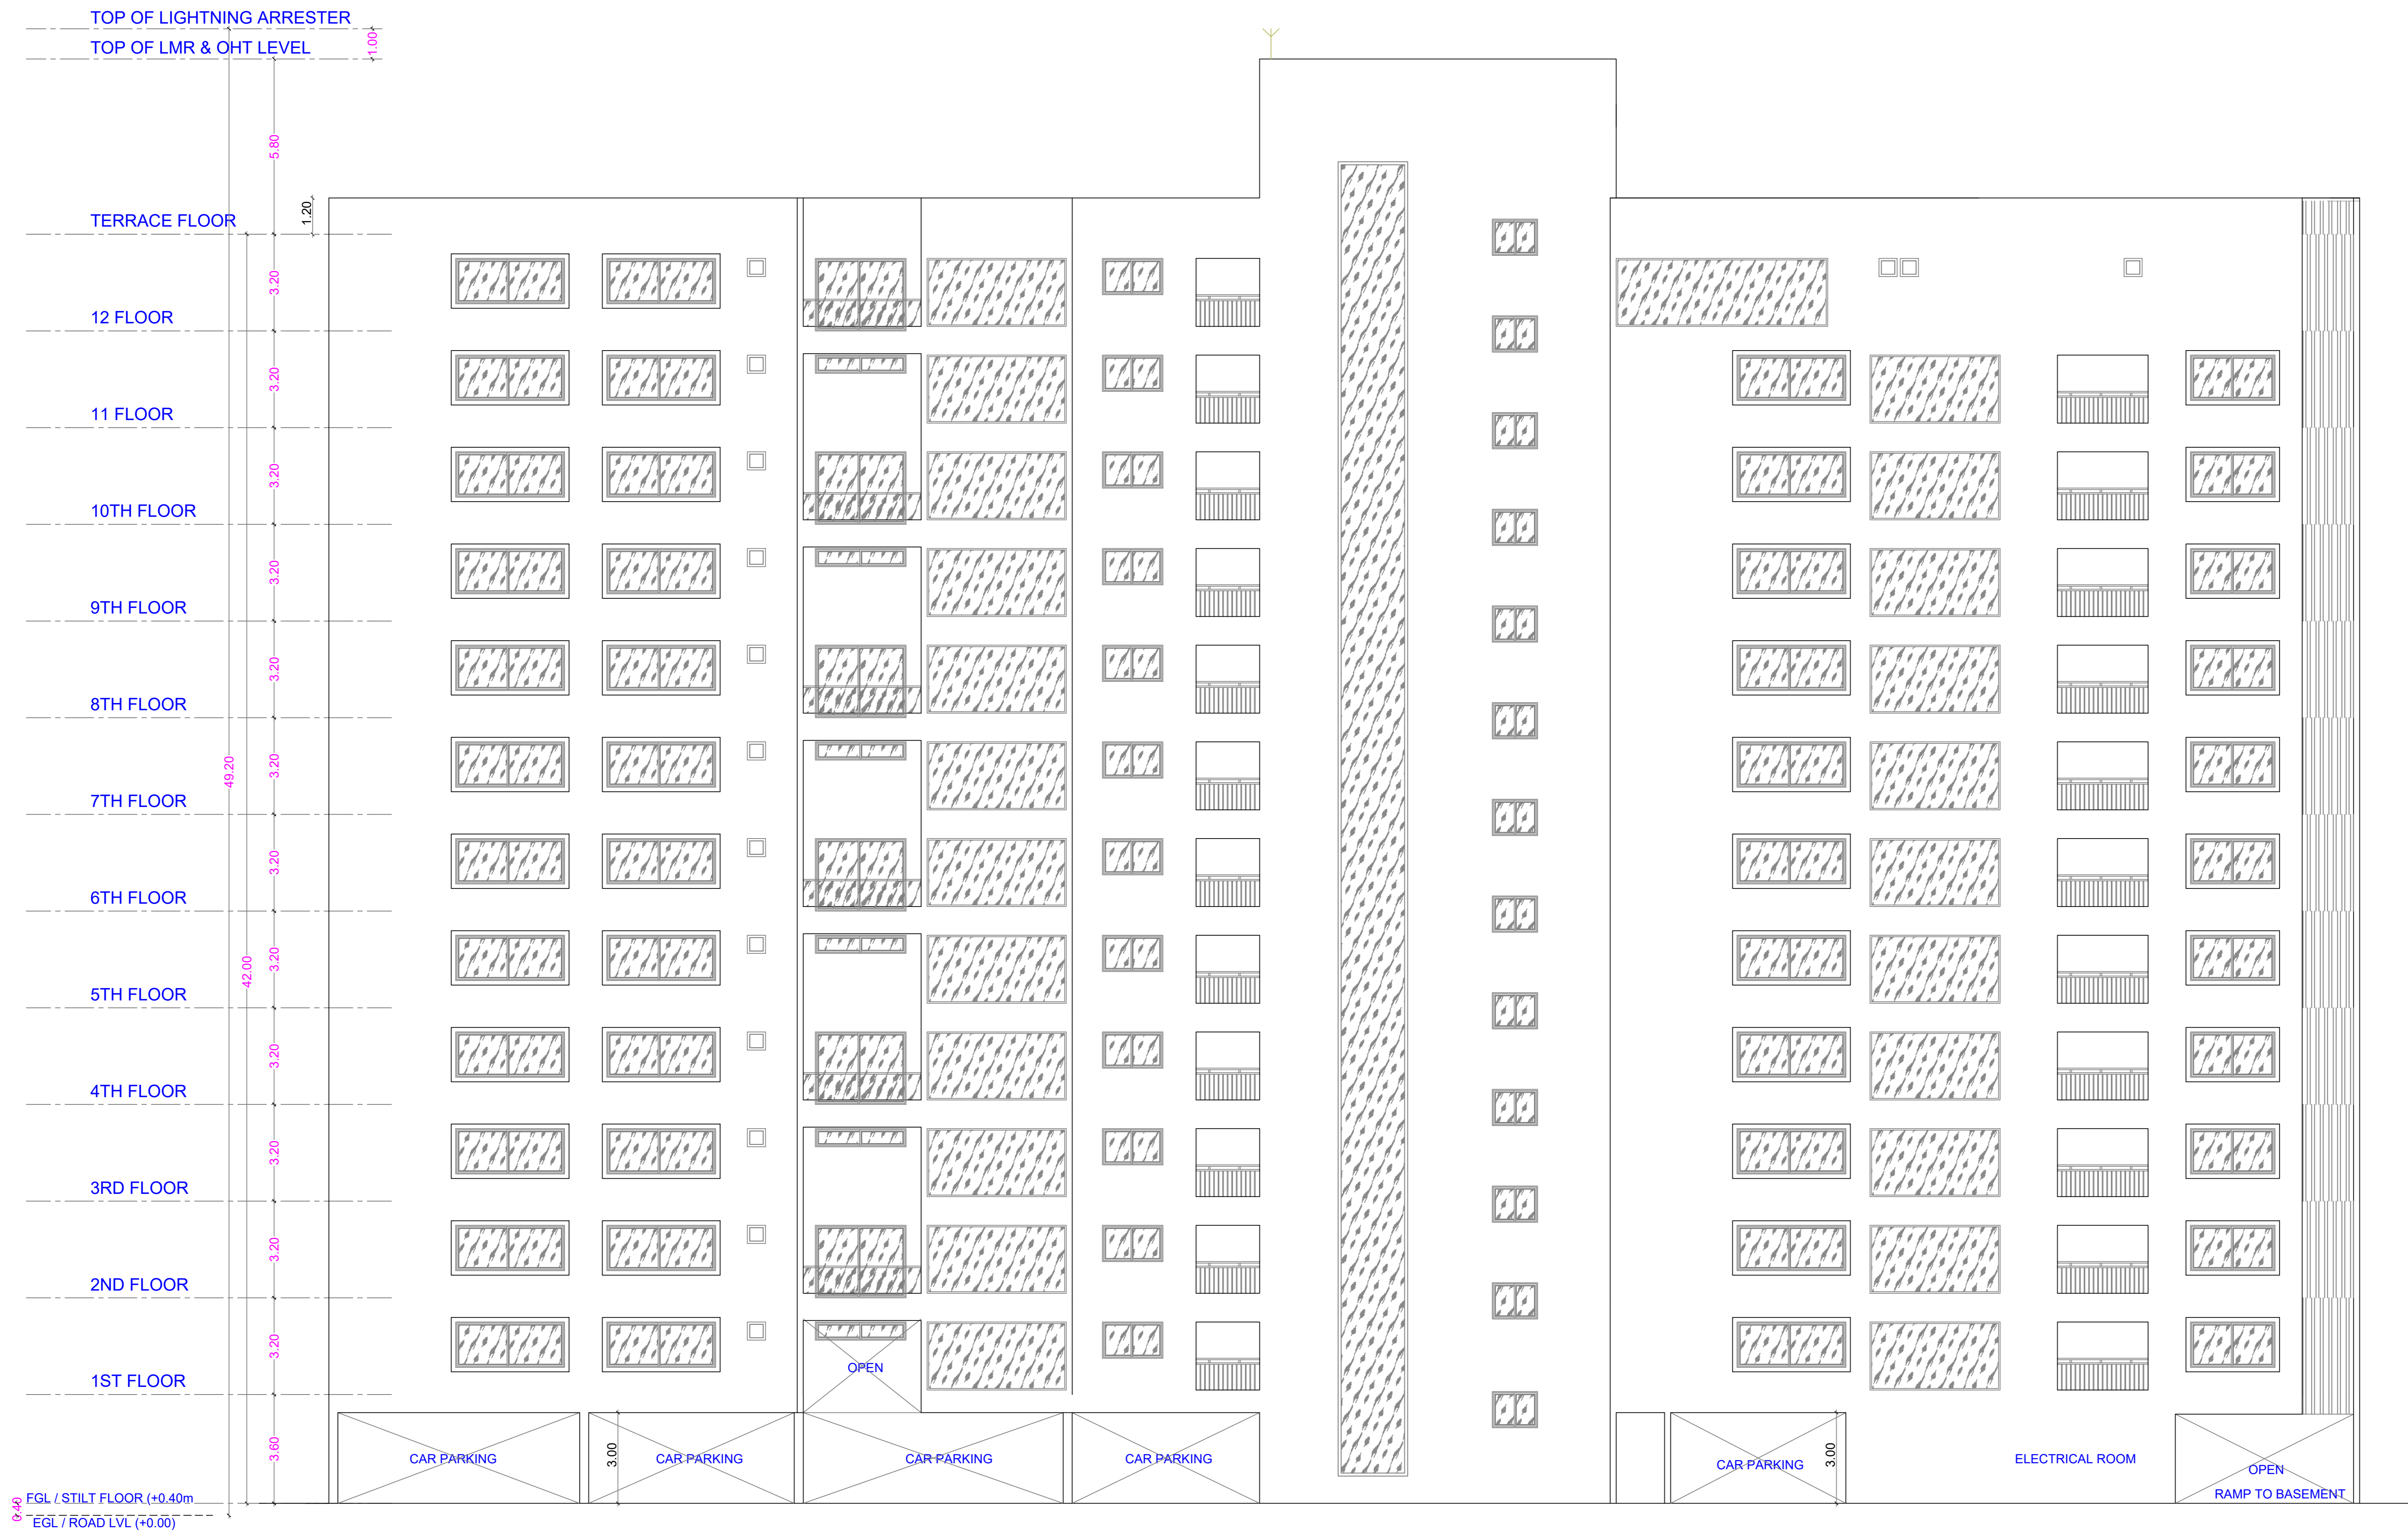 TOP OF LIGHTNING ARRESTER
1.00
TOP OF LMR & OHT LEVEL
5.80
1.20
TERRACE FLOOR
3.20
12 FLOOR
3.20
11 FLOOR
3.20
10TH FLOOR
3.20
9TH FLOOR
3.20
8TH FLOOR
49.20
3.20
7TH FLOOR
3.20
6TH FLOOR
3.20
42.00
5TH FLOOR
3.20
4TH FLOOR
3.20
3RD FLOOR
3.20
2ND FLOOR
3.20
OPEN
1ST FLOOR
3.60
CAR PARKING
3.00
CAR PARKING
CAR PARKING
CAR PARKING
CAR PARKING
3.00
ELECTRICAL ROOM
OPEN
RAMP TO BASEMENT
FGL / STILT FLOOR (+0.40m
0.40
EGL / ROAD LVL (+0.00)